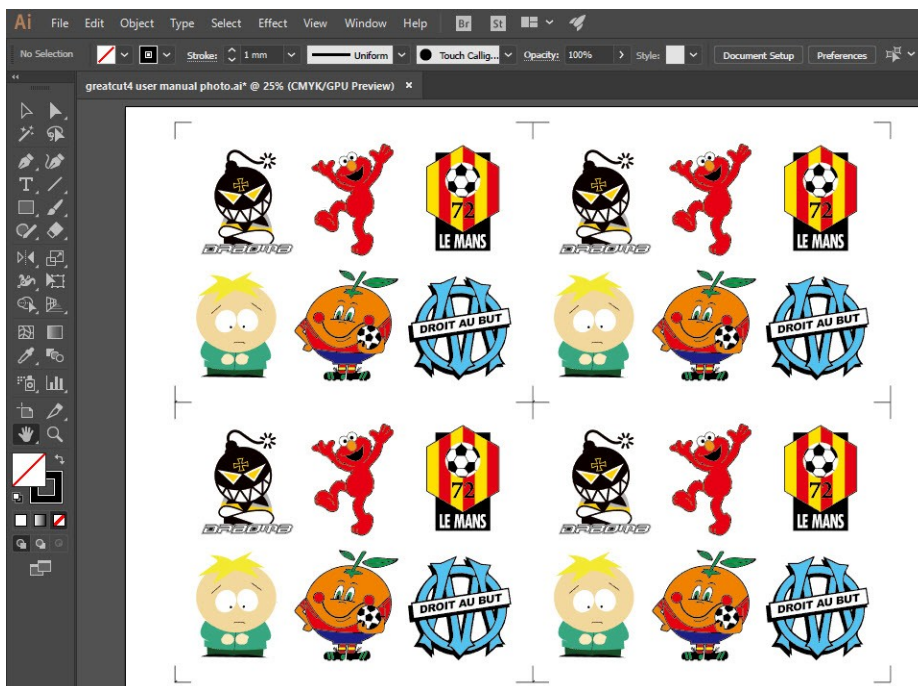 Ai File Edit Object Type Select Effect View Window Help Br St
No Selection Stroke: 1 mm Uniform Touch Callig... Opacity: 100% Style: Document Setup Preferences
greatcut4 user manual photo.ai* @ 25% (CMYK/GPU Preview) ×
72 72
LE MANS LE MANS
DROIT AU BUT DROIT AU BUT
72 72
LE MANS LE MANS
DROIT AU BUT DROIT AU BUT